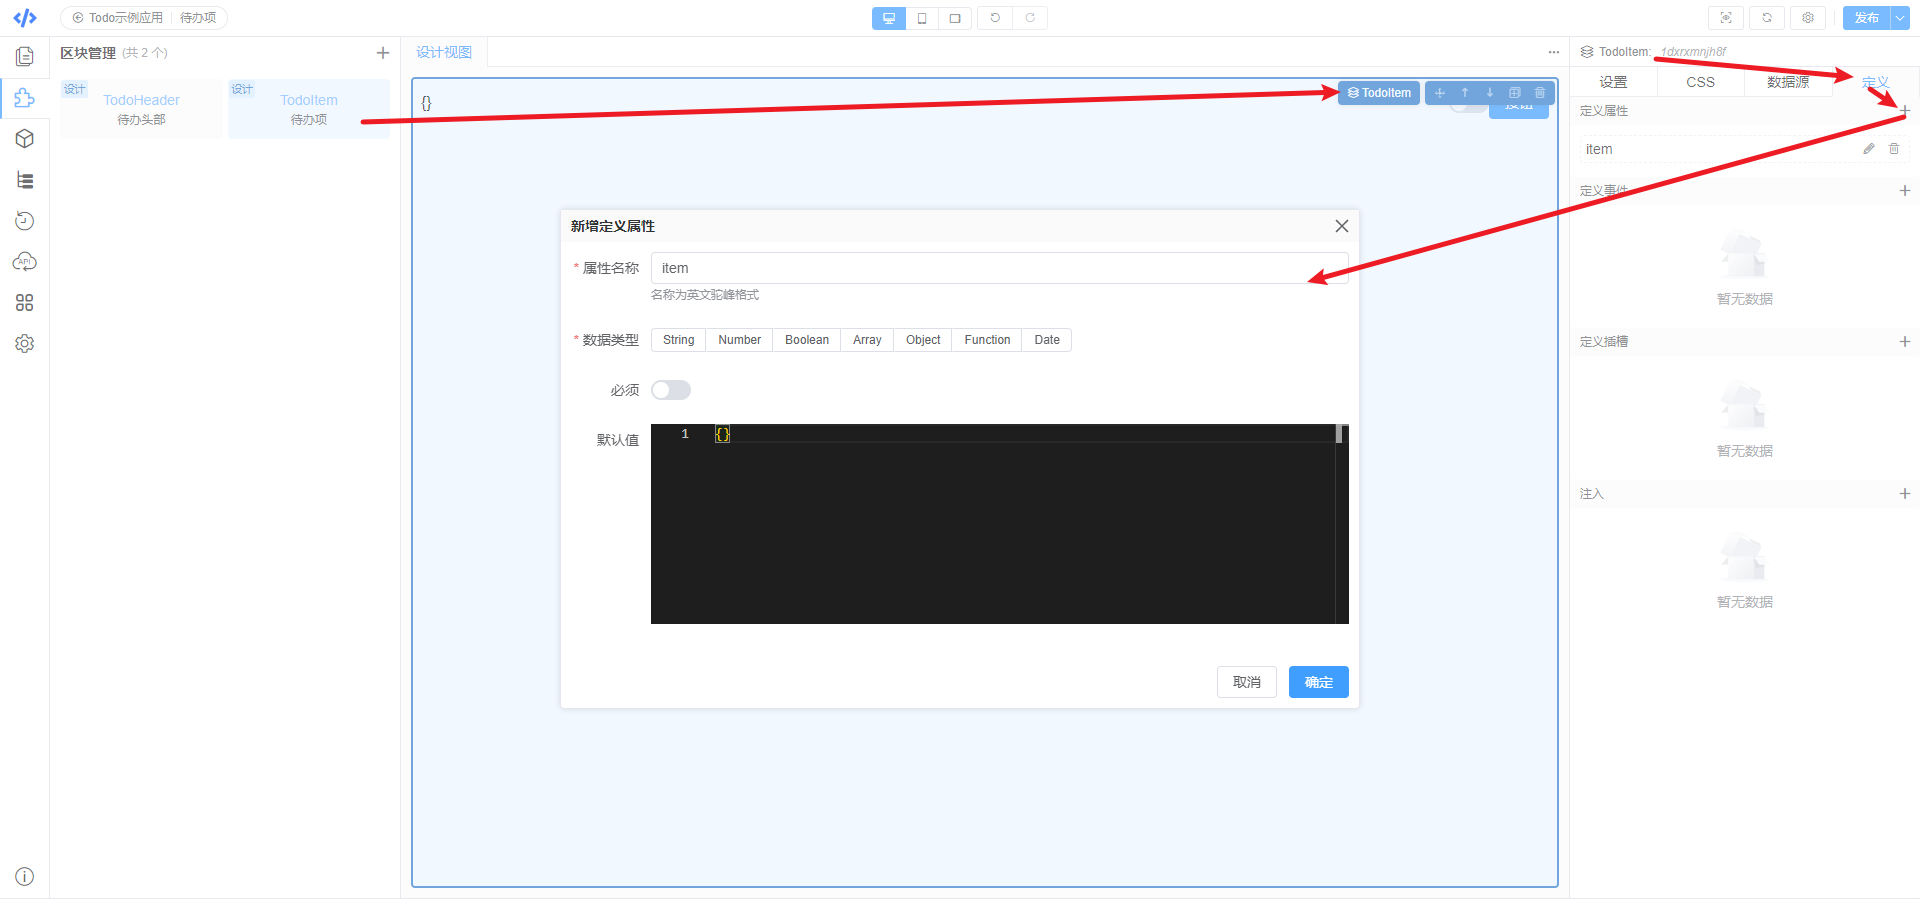 Todo示例应用 待办项
发布
区块管理 (共 2 个)
设计
TodoHeader
待办头部
设计
TodoItem
待办项
设计视图
{}
TodoItem
按钮
TodoItem: 1dxrxmnjh8f
设置 CSS 数据源 定义
定义属性
item
定义事件
暂无数据
定义插槽
暂无数据
注入
暂无数据
新增定义属性
* 属性名称 item
名称为英文驼峰格式
* 数据类型 String Number Boolean Array Object Function Date
必须
默认值
1 {}
取消 确定
API